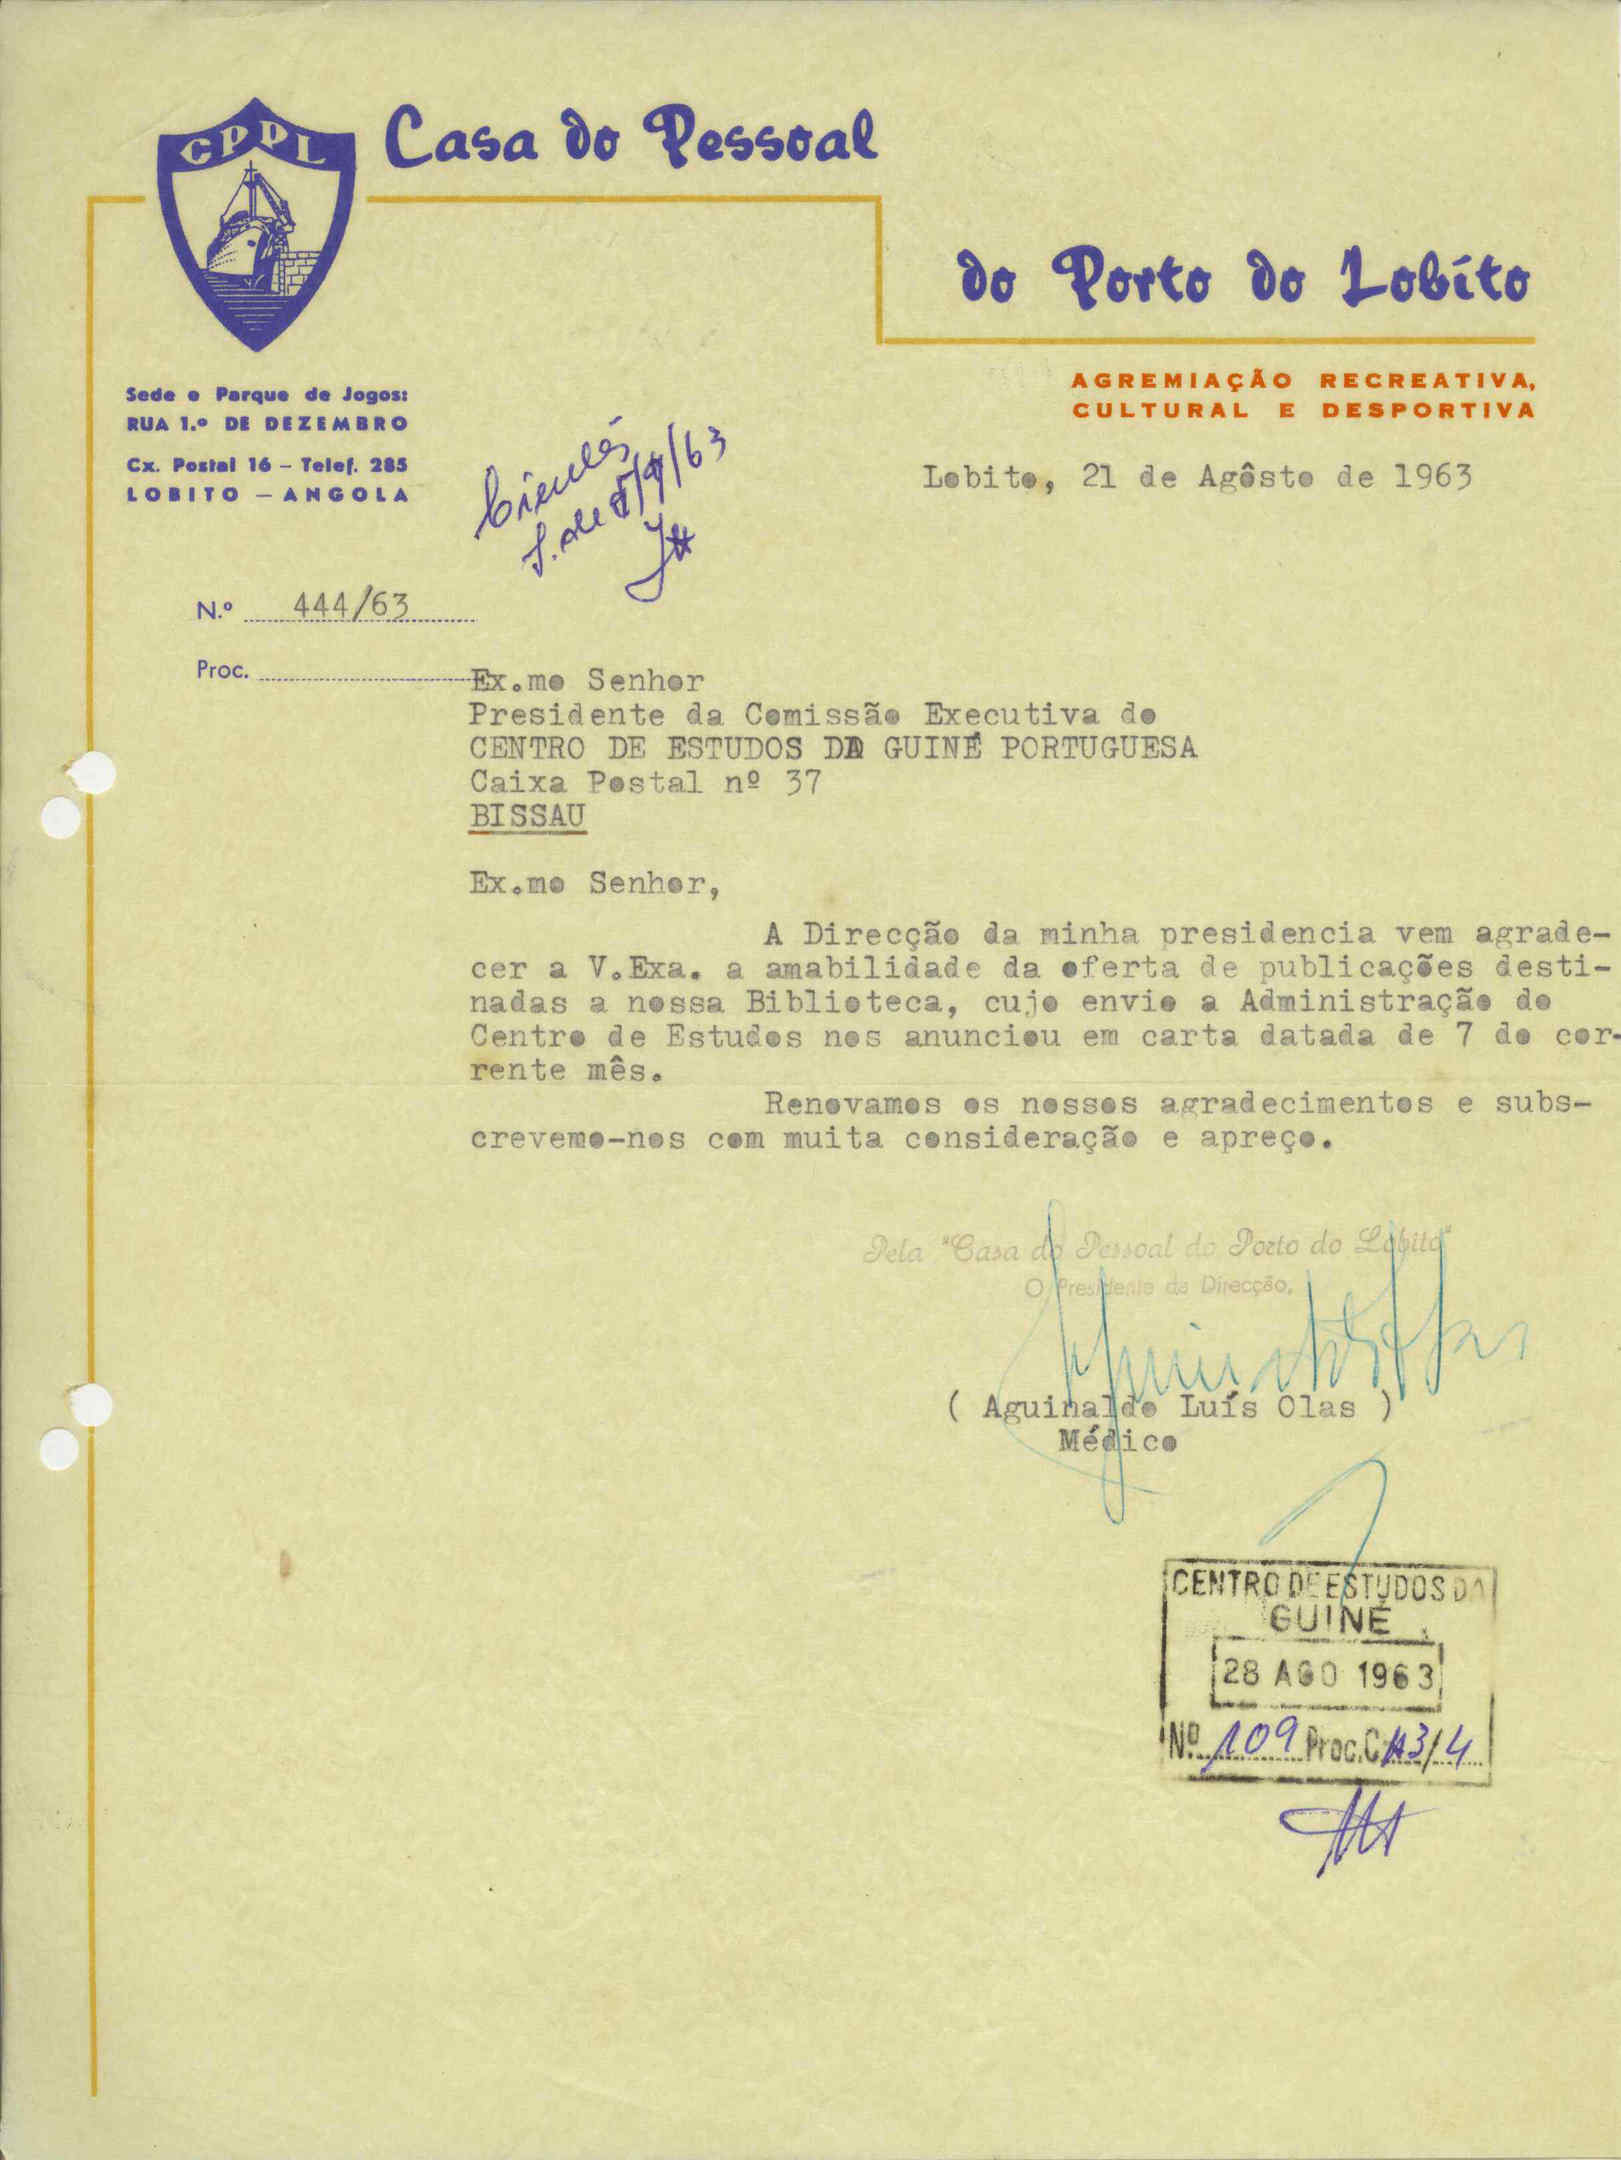 CPPL
Casa do Pessoal
do Porto do Lobito
AGREMIAÇÃO RECREATIVA,
CULTURAL E DESPORTIVA
Sede e Parque de Jogos:
RUA 1.º DE DEZEMBRO
Cx. Postal 16 - Telef. 285
LOBITO - ANGOLA
/63
Lobito, 21 de Agôsto de 1963
N.º 444/63
Proc.
Ex.mo Senhor
Presidente da Comissão Executiva do
CENTRO DE ESTUDOS DA GUINÉ PORTUGUESA
Caixa Postal nº 37
BISSAU
Ex.mo Senhor,
A Direcção da minha presidencia vem agrade-
cer a V.Exa. a amabilidade da oferta de publicações desti-
nadas a nossa Biblioteca, cujo envio a Administração do
Centro de Estudos nos anunciou em carta datada de 7 do cor-
rente mês.
Renovamos os nossos agradecimentos e subs-
crevemo-nos com muita consideração e apreço.
Pela "Casa do Pessoal do Porto do Lobito"
O Presidente da Direcção,
( Aguinaldo Luís Olas )
Médico
CENTRO DE ESTUDOS DA
GUINÉ
28 AGO 1963
Nº 109 Proc. C 3/4